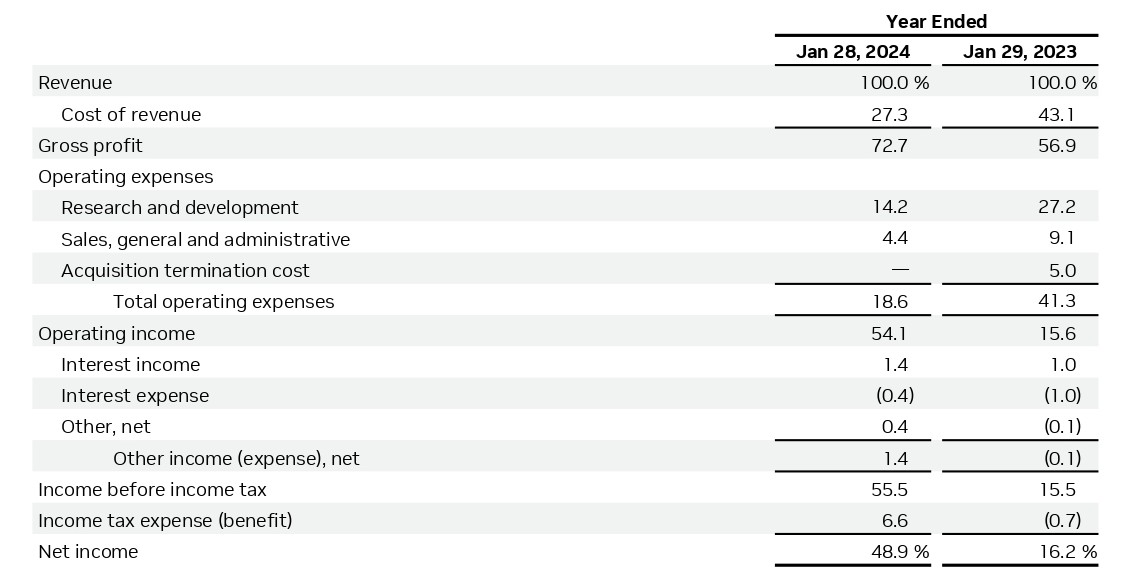 Year Ended
Jan 28, 2024 Jan 29, 2023
Revenue 100.0 % 100.0 %
Cost of revenue 27.3 43.1
Gross profit 72.7 56.9
Operating expenses
Research and development 14.2 27.2
Sales, general and administrative 4.4 9.1
Acquisition termination cost — 5.0
Total operating expenses 18.6 41.3
Operating income 54.1 15.6
Interest income 1.4 1.0
Interest expense (0.4) (1.0)
Other, net 0.4 (0.1)
Other income (expense), net 1.4 (0.1)
Income before income tax 55.5 15.5
Income tax expense (benefit) 6.6 (0.7)
Net income 48.9 % 16.2 %